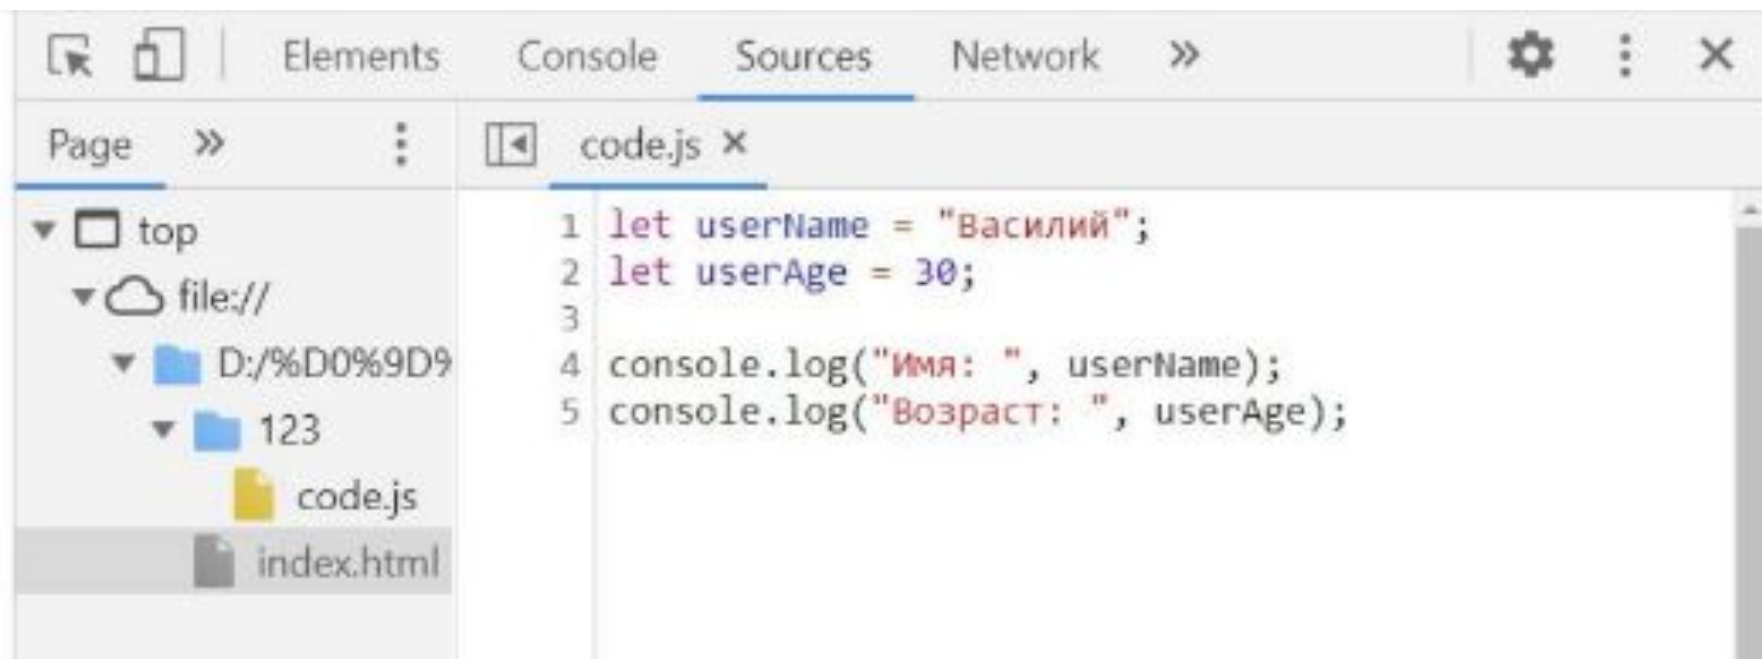 Elements Console Sources Network »
Page »
code.js ×
top
file://
D:/%D0%9D9
123
code.js
index.html
1 let userName = "Василий";
2 let userAge = 30;
3
4 console.log("Имя: ", userName);
5 console.log("Возраст: ", userAge);